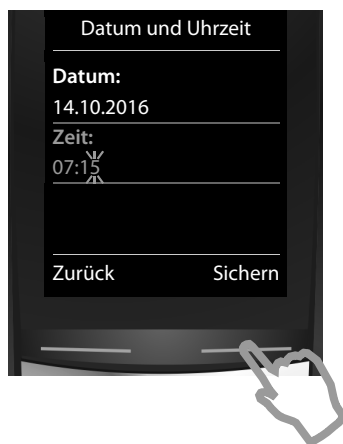 Datum und Uhrzeit
Datum:
14.10.2016
Zeit:
07:15
Zurück Sichern